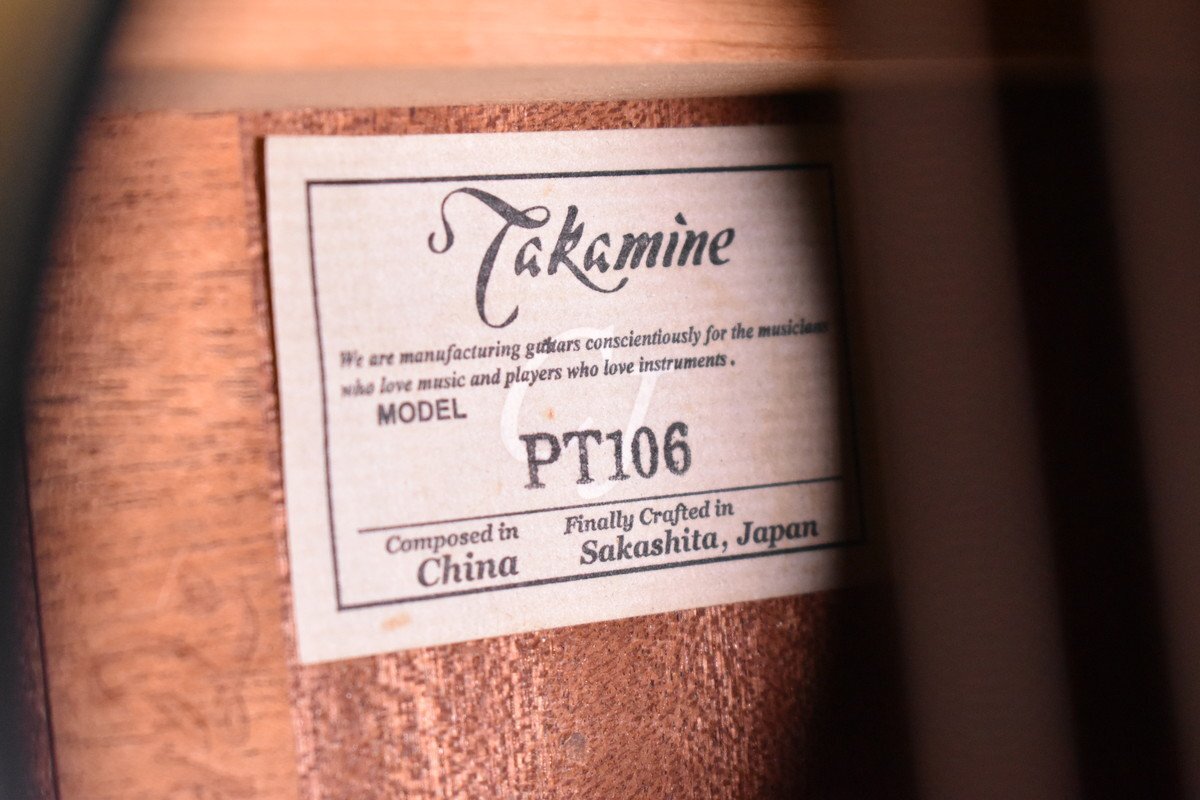 Takamine
We are manufacturing guitars conscientiously for the musicians
who love music and players who love instruments .
MODEL
PT106
Composed in
China
Finally Crafted in
Sakashita, Japan